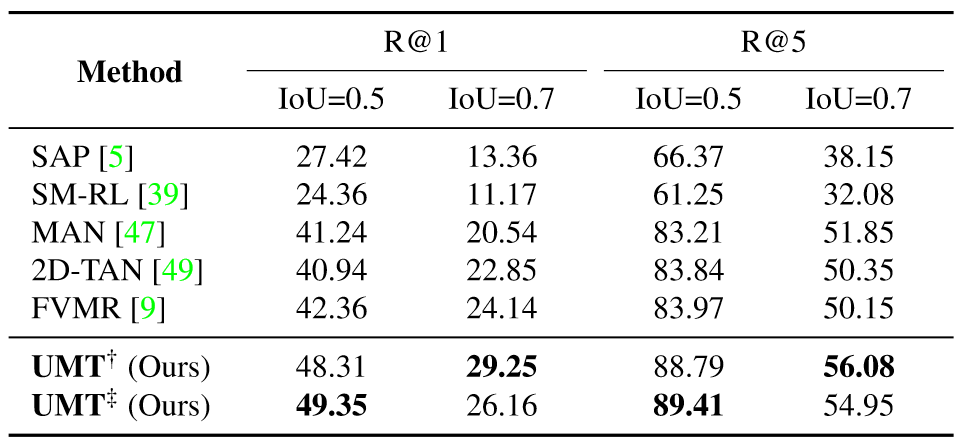 Method R@1 R@5
IoU=0.5 IoU=0.7 IoU=0.5 IoU=0.7
SAP [5] 27.42 13.36 66.37 38.15
SM-RL [39] 24.36 11.17 61.25 32.08
MAN [47] 41.24 20.54 83.21 51.85
2D-TAN [49] 40.94 22.85 83.84 50.35
FVMR [9] 42.36 24.14 83.97 50.15
UMT† (Ours) 48.31 29.25 88.79 56.08
UMT‡ (Ours) 49.35 26.16 89.41 54.95